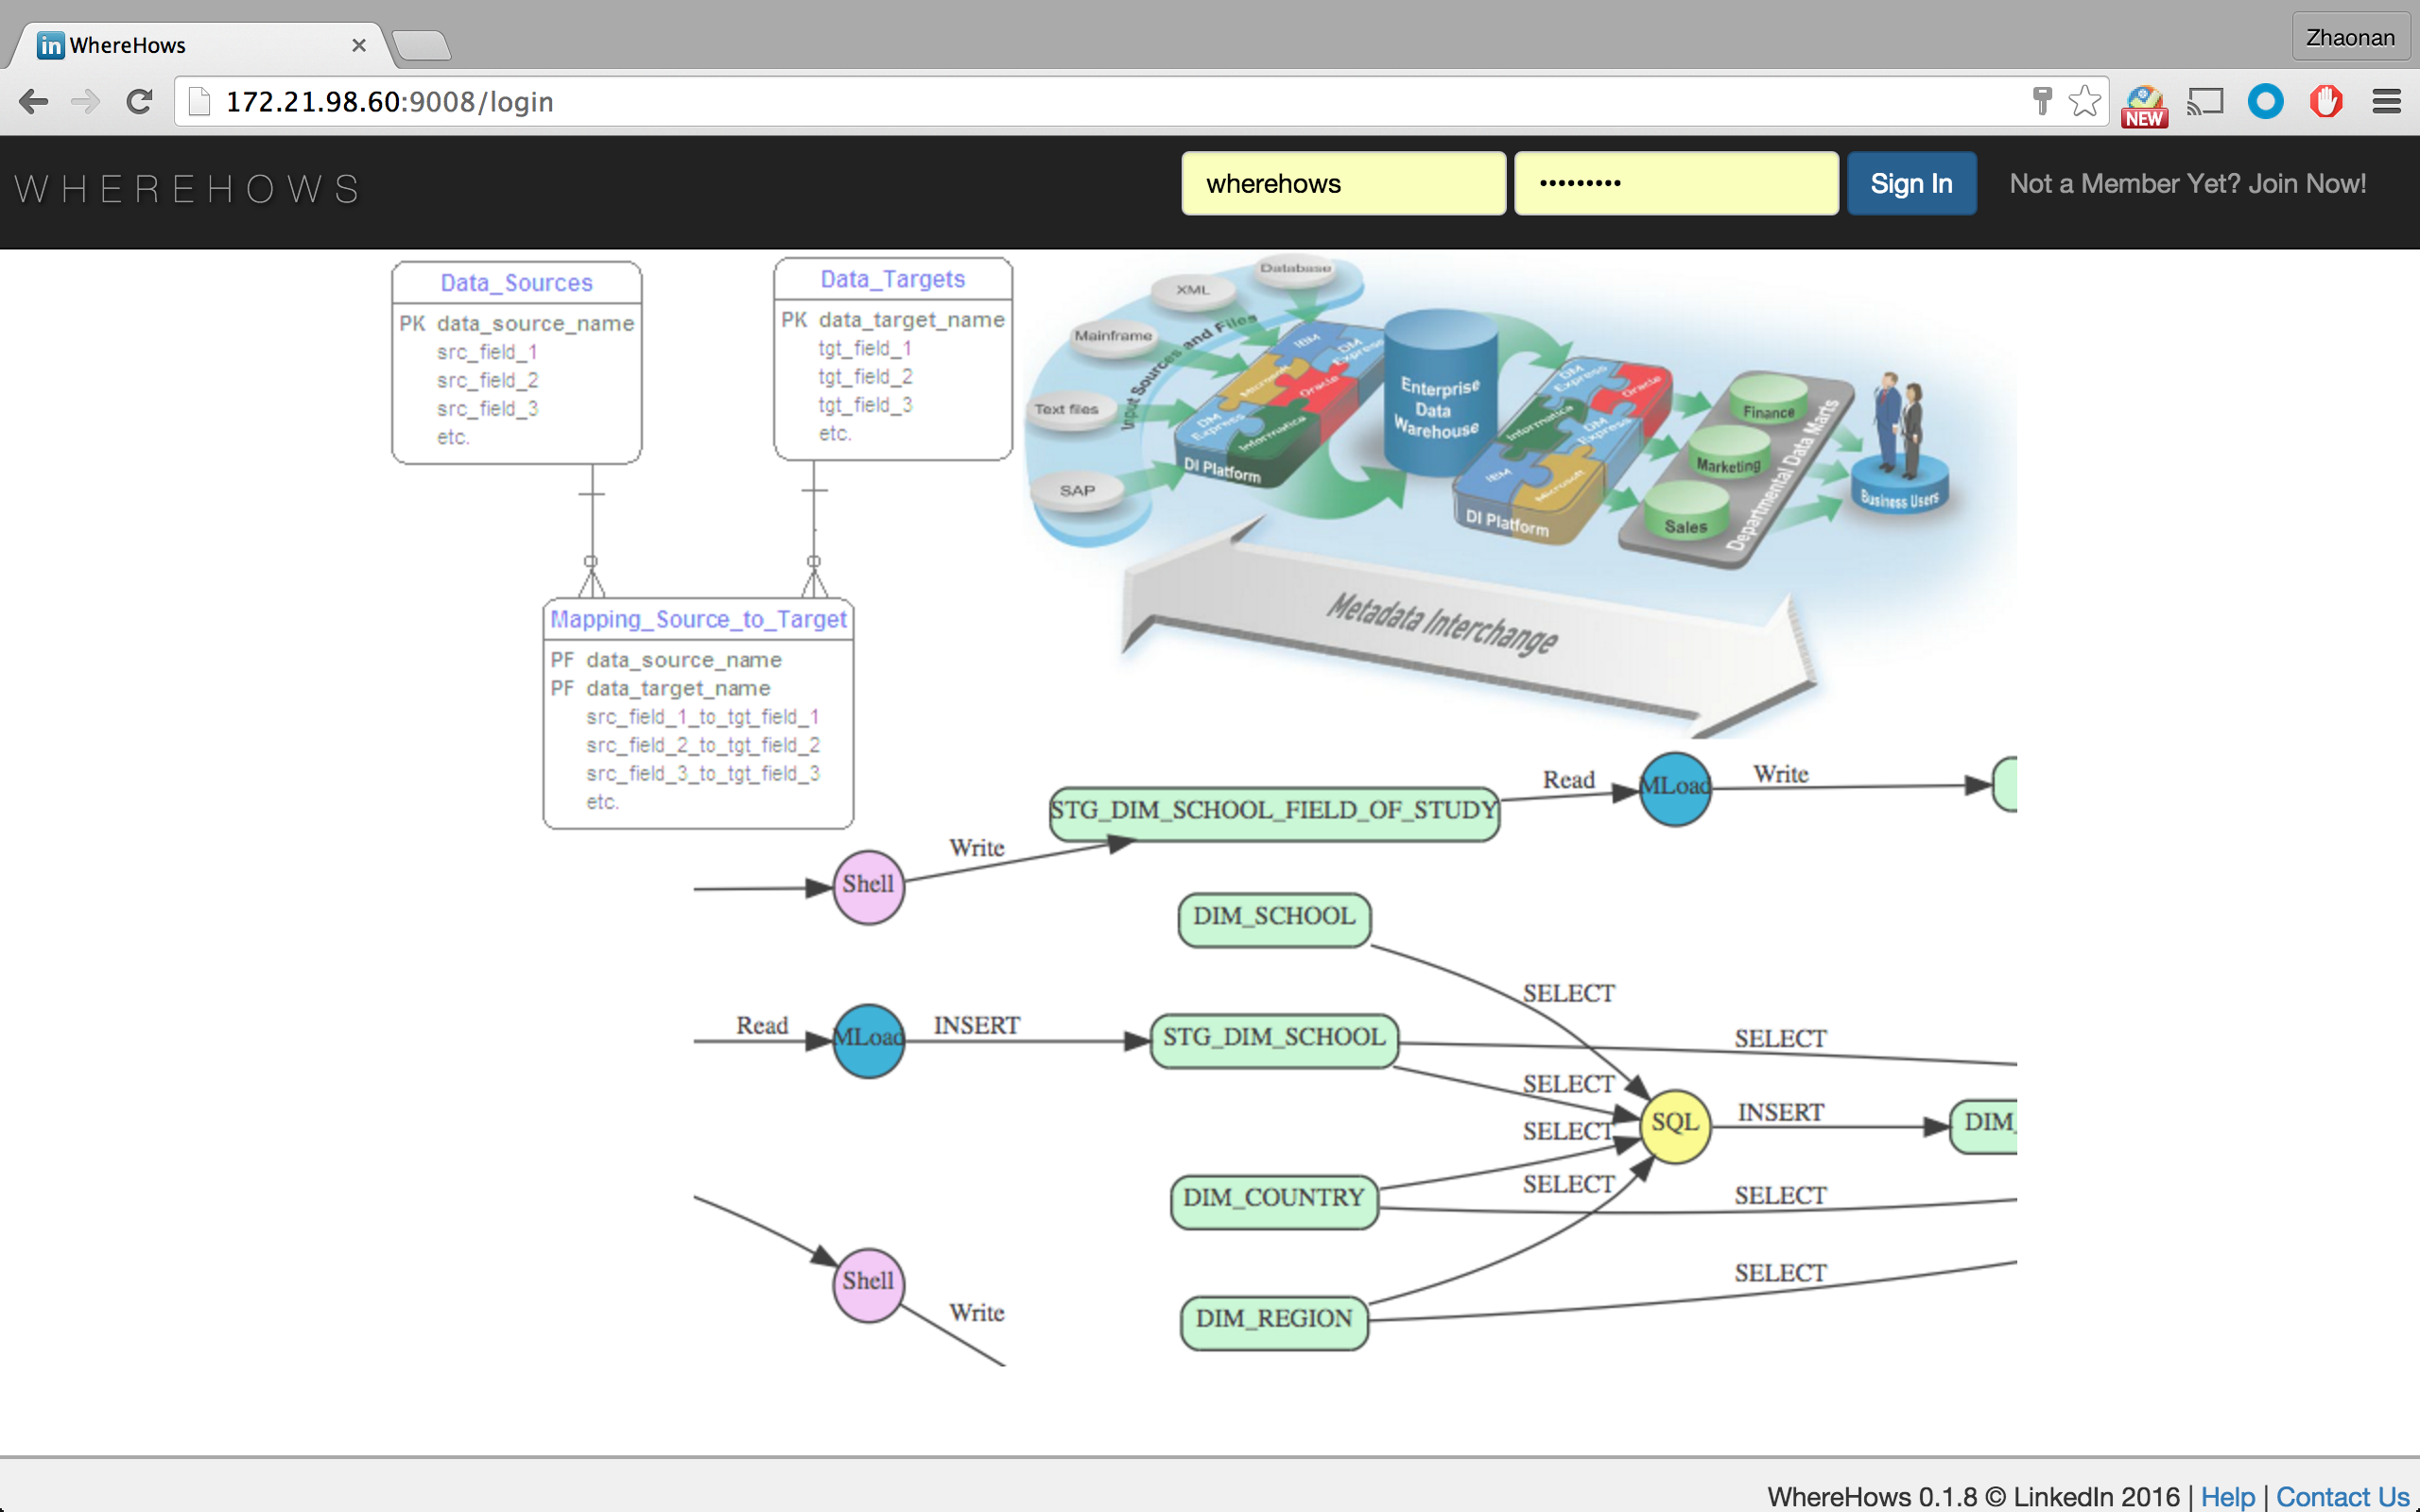 in WhereHows
Zhaonan
172.21.98.60:9008/login
NEW
WHEREHOWS
wherehows
•••••••••
Sign In
Not a Member Yet? Join Now!
Data_Sources
PK data_source_name
src_field_1
src_field_2
src_field_3
etc.
Data_Targets
PK data_target_name
tgt_field_1
tgt_field_2
tgt_field_3
etc.
Mapping_Source_to_Target
PF data_source_name
PF data_target_name
src_field_1_to_tgt_field_1
src_field_2_to_tgt_field_2
src_field_3_to_tgt_field_3
etc.
Database
XML
Mainframe
Text files
SAP
Input Sources and Files
IBM
DM
Express
Microsoft
Oracle
DM
Express
Informatica
DI Platform
Enterprise
Data
Warehouse
DM
Express
Oracle
Informatica
DM
Express
IBM
Microsoft
DI Platform
Finance
Marketing
Sales
Departmental Data Marts
Business Users
Metadata Interchange
STG_DIM_SCHOOL_FIELD_OF_STUDY
Read
MLoad
Write
Shell
Write
DIM_SCHOOL
SELECT
Read
MLoad
INSERT
STG_DIM_SCHOOL
SELECT
SELECT
SELECT
SQL
INSERT
DIM_
DIM_COUNTRY
SELECT
SELECT
Shell
Write
DIM_REGION
SELECT
WhereHows 0.1.8 © LinkedIn 2016 | Help | Contact Us